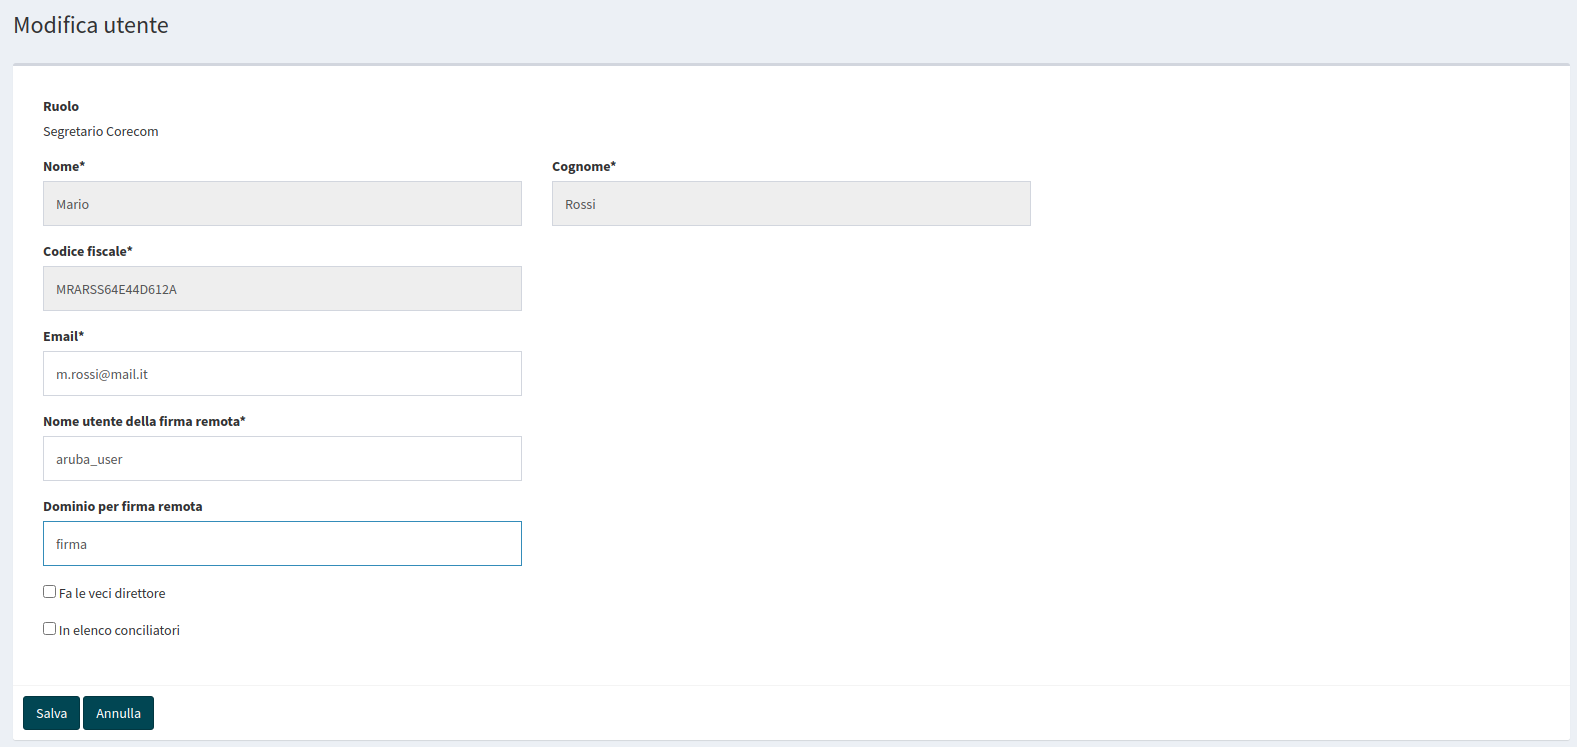 Modifica utente
Ruolo
Segretario Corecom
Nome* Cognome*
Mario Rossi
Codice fiscale*
MRARSS64E44D612A
Email*
m.rossi@mail.it
Nome utente della firma remota*
aruba_user
Dominio per firma remota
firma
Fa le veci direttore
In elenco conciliatori
Salva Annulla